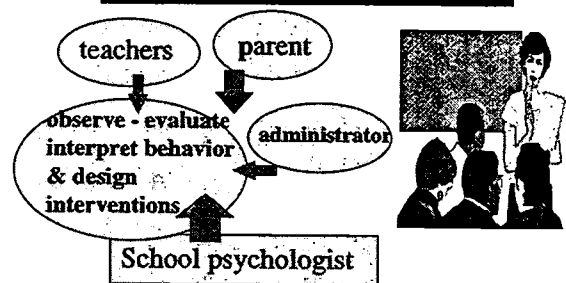 teachers
parent
observe - evaluate
interpret behavior
& design
interventions
administrator
School psychologist